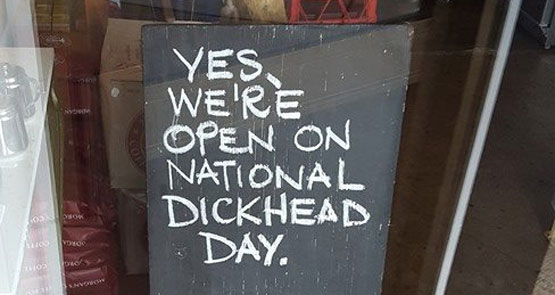 YES,
WE'RE
OPEN ON
NATIONAL
DICKHEAD
DAY.